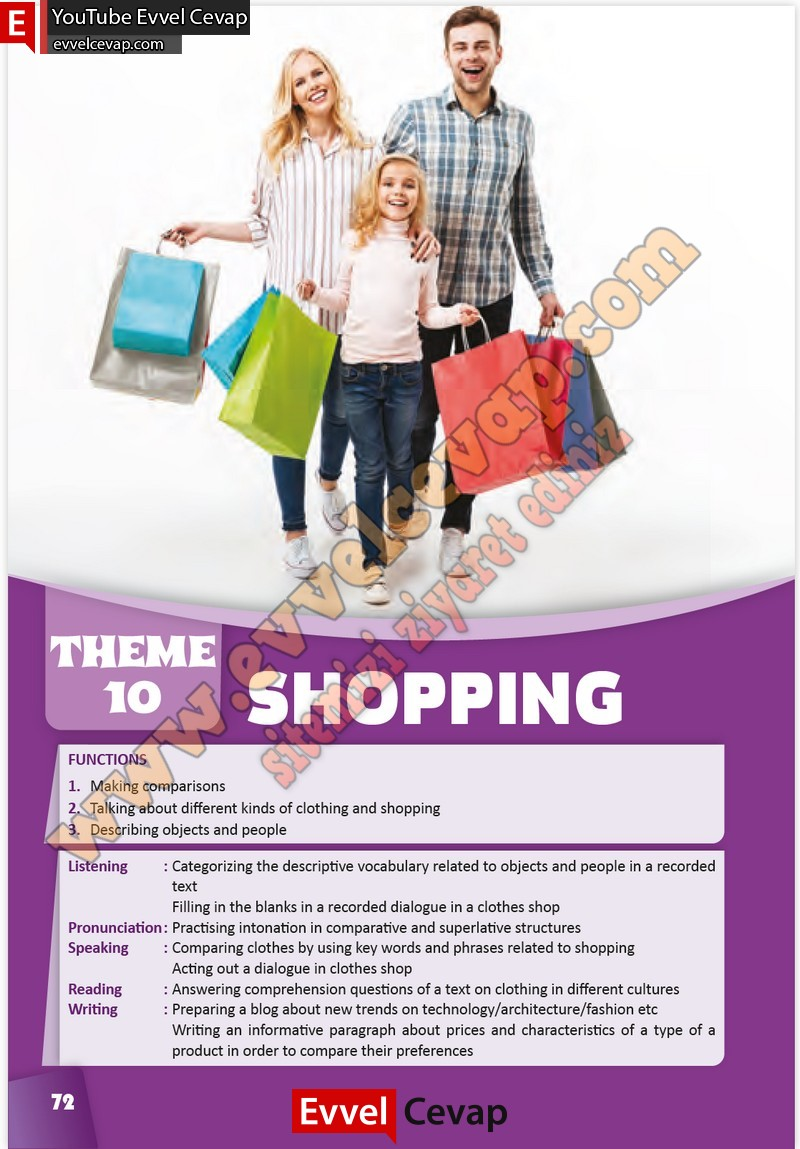 E YouTube Evvel Cevap
evvelcevap.com
www.evvelcevap.com
sitemizi ziyaret ediniz
THEME
10
SHOPPING
FUNCTIONS
1. Making comparisons
2. Talking about different kinds of clothing and shopping
3. Describing objects and people
Listening : Categorizing the descriptive vocabulary related to objects and people in a recorded
text
Filling in the blanks in a recorded dialogue in a clothes shop
Pronunciation : Practising intonation in comparative and superlative structures
Speaking : Comparing clothes by using key words and phrases related to shopping
Acting out a dialogue in clothes shop
Reading : Answering comprehension questions of a text on clothing in different cultures
Writing : Preparing a blog about new trends on technology/architecture/fashion etc
Writing an informative paragraph about prices and characteristics of a type of a
product in order to compare their preferences
72
Evvel Cevap